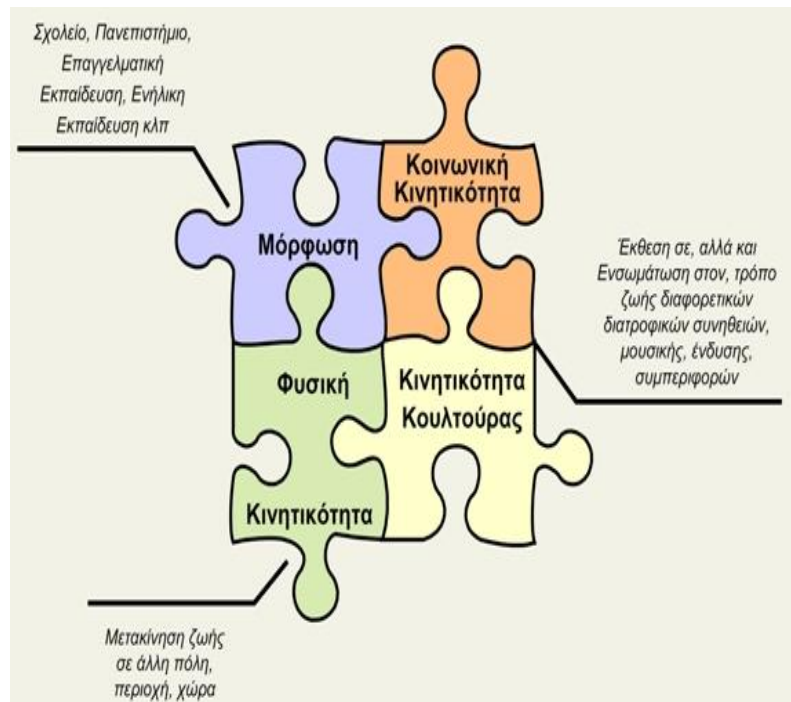 Σχολείο, Πανεπιστήμιο,
Επαγγελματική
Εκπαίδευση, Ενήλικη
Εκπαίδευση κλπ
Μόρφωση
Κοινωνική
Κινητικότητα
Έκθεση σε, αλλά και
Ενσωμάτωση στον, τρόπο
ζωής διαφορετικών
διατροφικών συνηθειών,
μουσικής, ένδυσης,
συμπεριφορών
Φυσική
Κινητικότητα
Κινητικότητα
Κουλτούρας
Μετακίνηση ζωής
σε άλλη πόλη,
περιοχή, χώρα